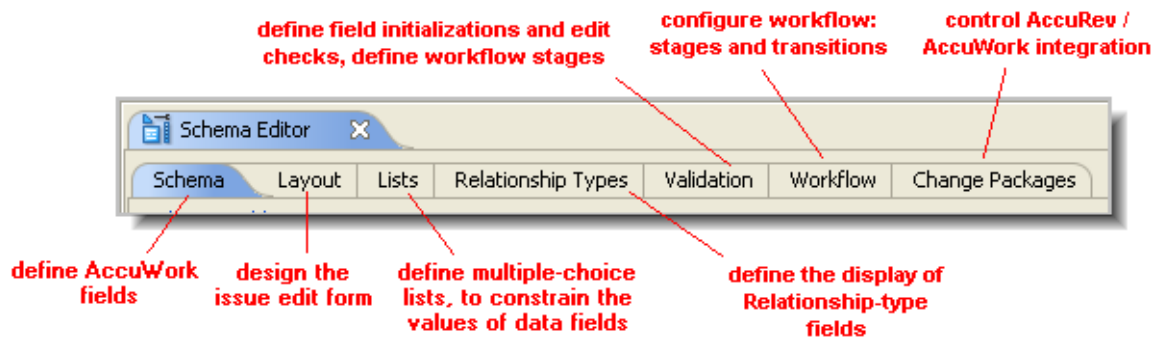 define field initializations and edit
checks, define workflow stages
configure workflow:
stages and transitions
control AccuRev /
AccuWork integration
Schema Editor
Schema
Layout
Lists
Relationship Types
Validation
Workflow
Change Packages
define AccuWork
fields
design the
issue edit form
define multiple-choice
lists, to constrain the
values of data fields
define the display of
Relationship-type
fields